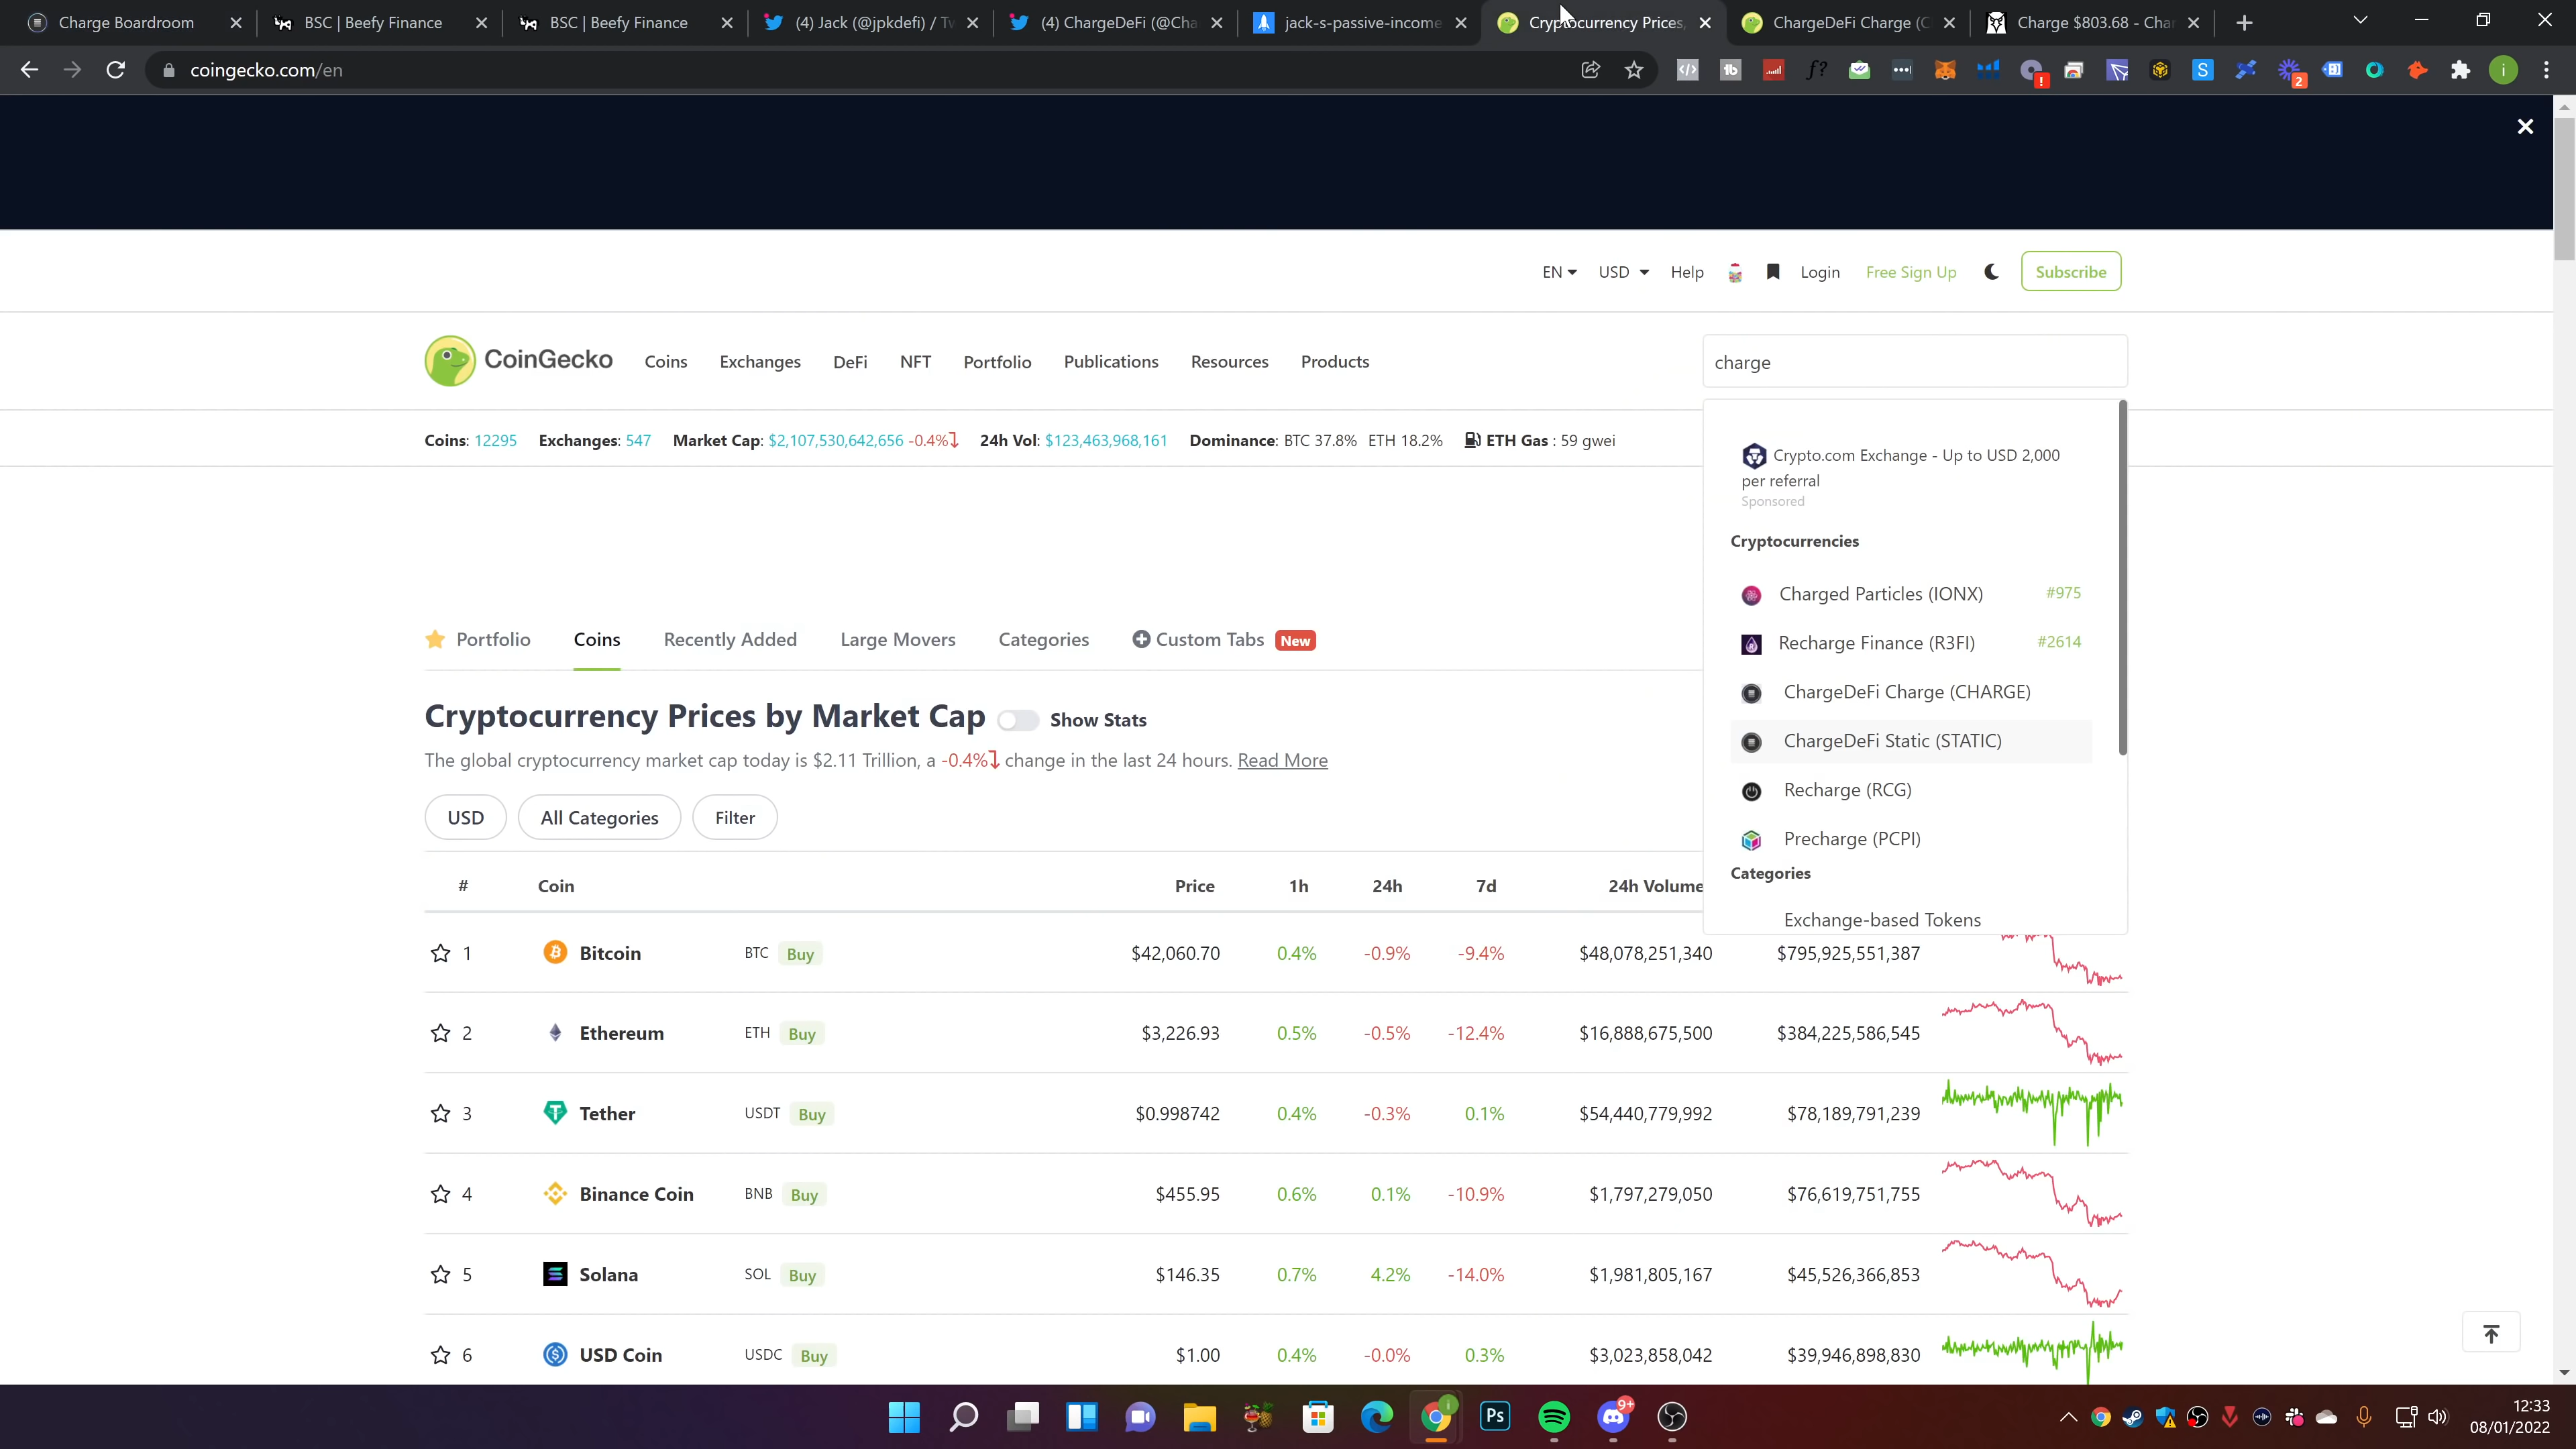 Charge Boardroom
BSC | Beefy Finance
BSC | Beefy Finance
(4) Jack (@jpkdefi) / Tw
(4) ChargeDeFi (@Cha
jack-s-passive-income
Cryptocurrency Prices,
ChargeDeFi Charge (C
Charge $803.68 - Char
coingecko.com/en
EN
USD
Help
Login
Free Sign Up
Subscribe
CoinGecko
Coins
Exchanges
DeFi
NFT
Portfolio
Publications
Resources
Products
charge
Coins: 12295
Exchanges: 547
Market Cap: $2,107,530,642,656 -0.4%
24h Vol: $123,463,968,161
Dominance: BTC 37.8% ETH 18.2%
ETH Gas : 59 gwei
Crypto.com Exchange - Up to USD 2,000
per referral
Sponsored
Cryptocurrencies
Charged Particles (IONX) #975
Recharge Finance (R3FI) #2614
ChargeDeFi Charge (CHARGE)
ChargeDeFi Static (STATIC)
Recharge (RCG)
Precharge (PCPI)
Categories
Exchange-based Tokens
Portfolio
Coins
Recently Added
Large Movers
Categories
Custom Tabs New
Cryptocurrency Prices by Market Cap
Show Stats
The global cryptocurrency market cap today is $2.11 Trillion, a -0.4% change in the last 24 hours. Read More
USD
All Categories
Filter
# Coin Price 1h 24h 7d 24h Volume
1 Bitcoin BTC Buy $42,060.70 0.4% -0.9% -9.4% $48,078,251,340 $795,925,551,387
2 Ethereum ETH Buy $3,226.93 0.5% -0.5% -12.4% $16,888,675,500 $384,225,586,545
3 Tether USDT Buy $0.998742 0.4% -0.3% 0.1% $54,440,779,992 $78,189,791,239
4 Binance Coin BNB Buy $455.95 0.6% 0.1% -10.9% $1,797,279,050 $76,619,751,755
5 Solana SOL Buy $146.35 0.7% 4.2% -14.0% $1,981,805,167 $45,526,366,853
6 USD Coin USDC Buy $1.00 0.4% -0.0% 0.3% $3,023,858,042 $39,946,898,830
Ps
9+
12:33
08/01/2022